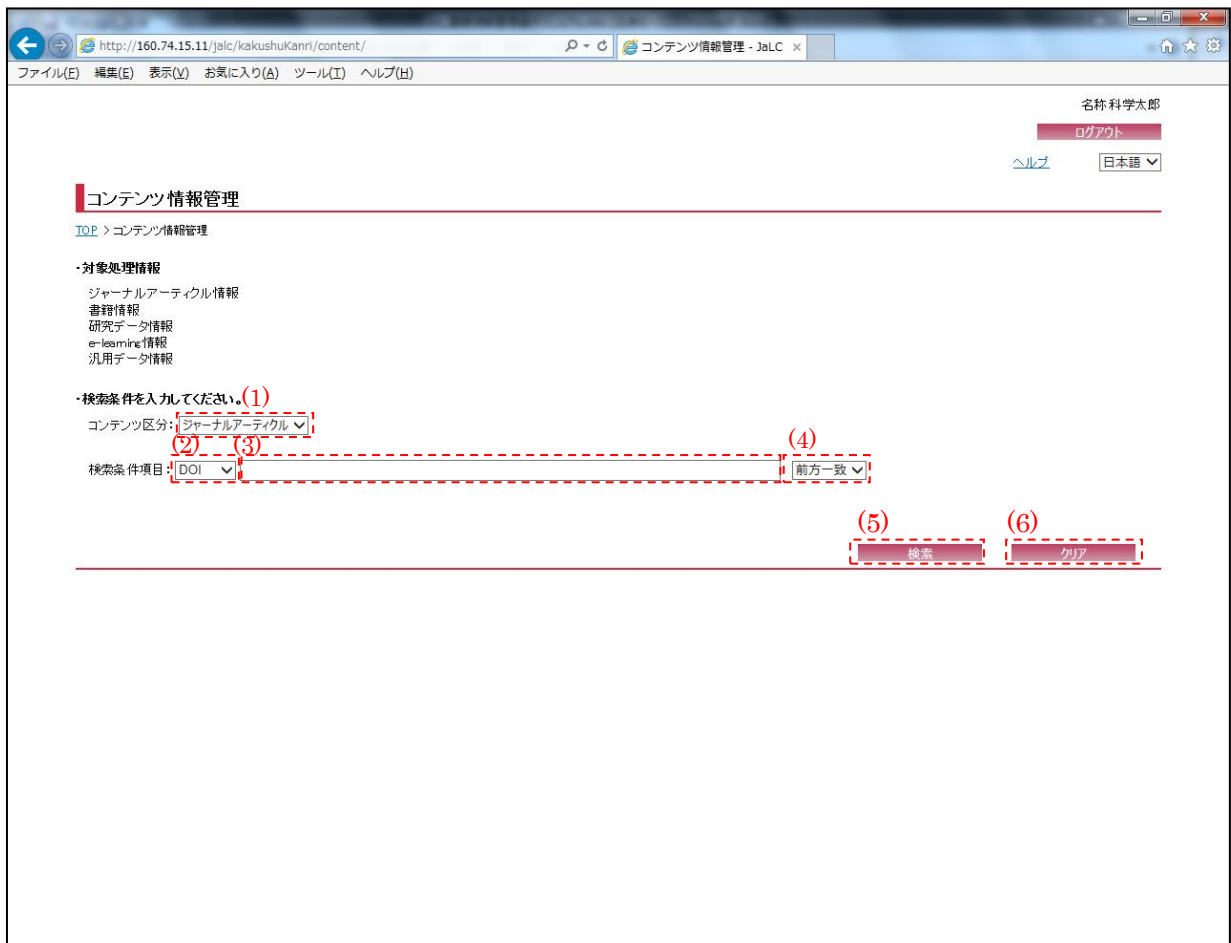 http://160.74.15.11/jalc/kakushuKanri/content/
コンテンツ情報管理 - JaLC
ファイル(F) 編集(E) 表示(V) お気に入り(A) ツール(T) ヘルプ(H)
名称 科学太郎
ログアウト
ヘルプ 日本語
コンテンツ情報管理
TOP > コンテンツ情報管理
・対象処理情報
ジャーナルアーティクル情報
書籍情報
研究データ情報
e-learning情報
汎用データ情報
・検索条件を入力してください。(1)
コンテンツ区分: ジャーナルアーティクル
(2) (3) (4)
検索条件項目: DOI 前方一致
(5) (6)
検索 クリア